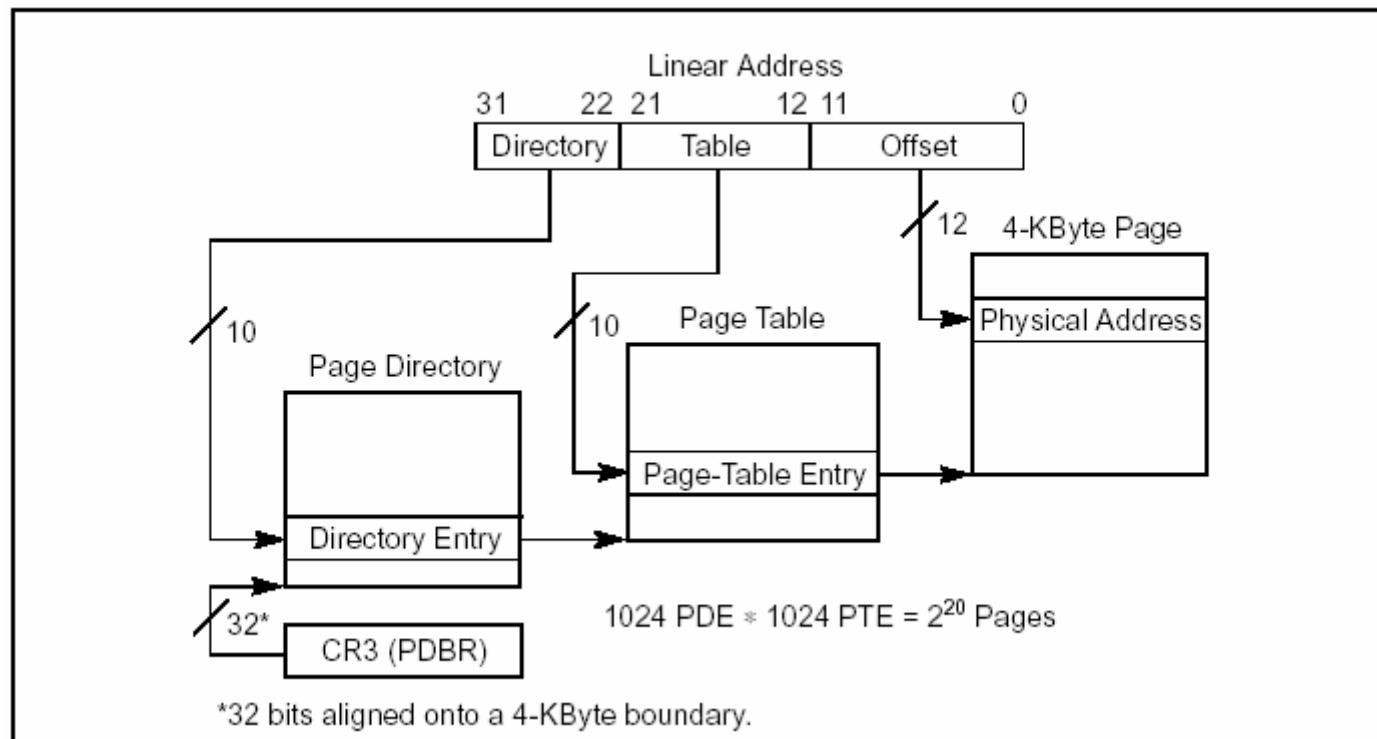 Linear Address
31 22 21 12 11 0
Directory Table Offset
12
4-KByte Page
10
10
Page Table
Physical Address
Page Directory
Page-Table Entry
Directory Entry
32*
1024 PDE * 1024 PTE = 2^20 Pages
CR3 (PDBR)
*32 bits aligned onto a 4-KByte boundary.